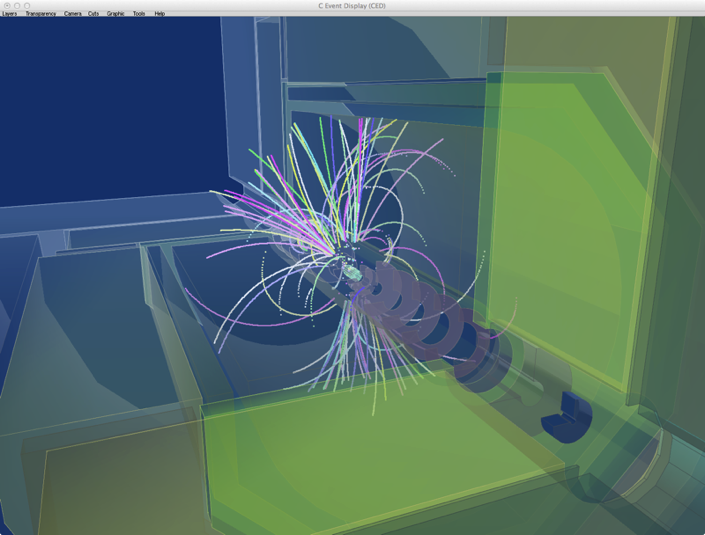 C Event Display (CED)
Layers Transparency Camera Cuts Graphic Tools Help